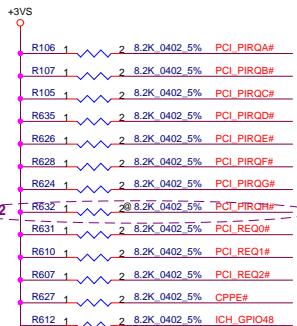 +3VS
R106 1 2 8.2K_0402_5% PCI_PIRQA#
R107 1 2 8.2K_0402_5% PCI_PIRQB#
R105 1 2 8.2K_0402_5% PCI_PIRQC#
R635 1 2 8.2K_0402_5% PCI_PIRQD#
R626 1 2 8.2K_0402_5% PCI_PIRQE#
R628 1 2 8.2K_0402_5% PCI_PIRQF#
R624 1 2 8.2K_0402_5% PCI_PIRQG#
2 R632 1 2@ 8.2K_0402_5% PCI_PIRQH#
R631 1 2 8.2K_0402_5% PCI_REQ0#
R610 1 2 8.2K_0402_5% PCI_REQ1#
R607 1 2 8.2K_0402_5% PCI_REQ2#
R627 1 2 8.2K_0402_5% CPPE#
R612 1 2 8.2K_0402_5% ICH_GPIO48